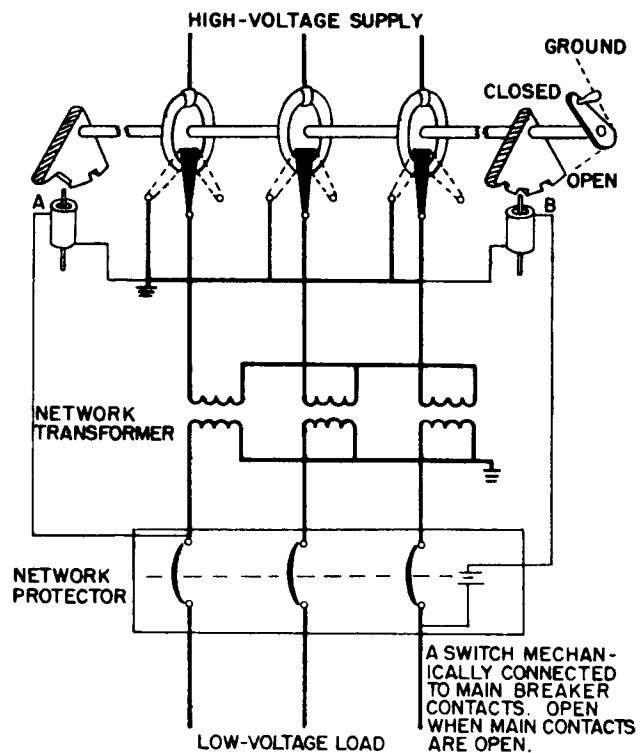 HIGH-VOLTAGE SUPPLY
GROUND
CLOSED
OPEN
A
B
NETWORK
TRANSFORMER
NETWORK
PROTECTOR
A SWITCH MECHAN-
ICALLY CONNECTED
TO MAIN BREAKER
CONTACTS. OPEN
WHEN MAIN CONTACTS
ARE OPEN.
LOW-VOLTAGE LOAD